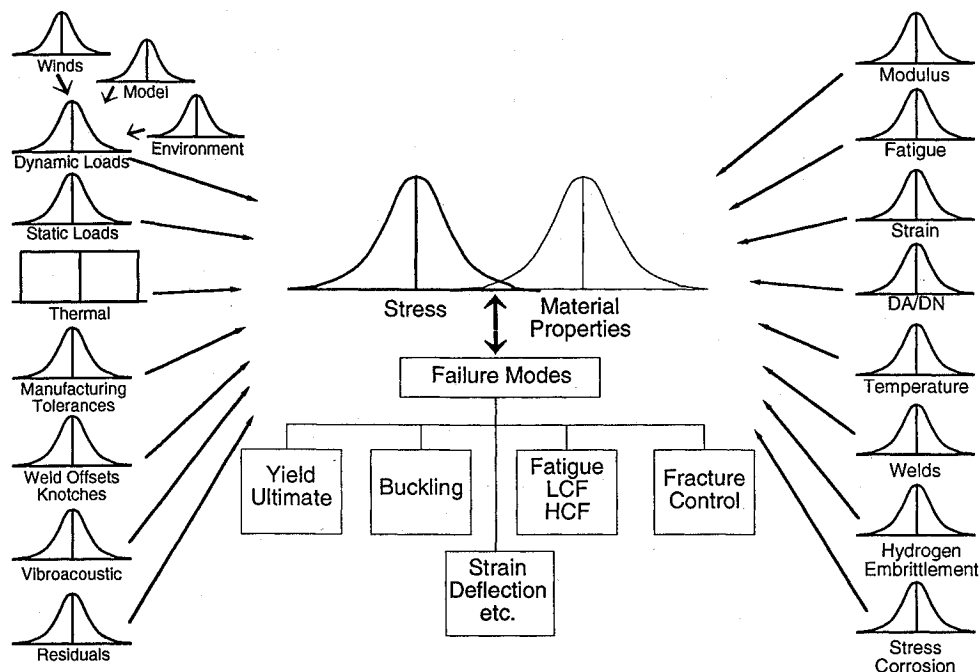 Winds
Model
Environment
Dynamic Loads
Static Loads
Thermal
Manufacturing
Tolerances
Weld Offsets
Knotches
Vibroacoustic
Residuals
Stress
Material
Properties
Failure Modes
Yield
Ultimate
Buckling
Fatigue
LCF
HCF
Fracture
Control
Strain
Deflection
etc.
Modulus
Fatigue
Strain
DA/DN
Temperature
Welds
Hydrogen
Embrittlement
Stress
Corrosion